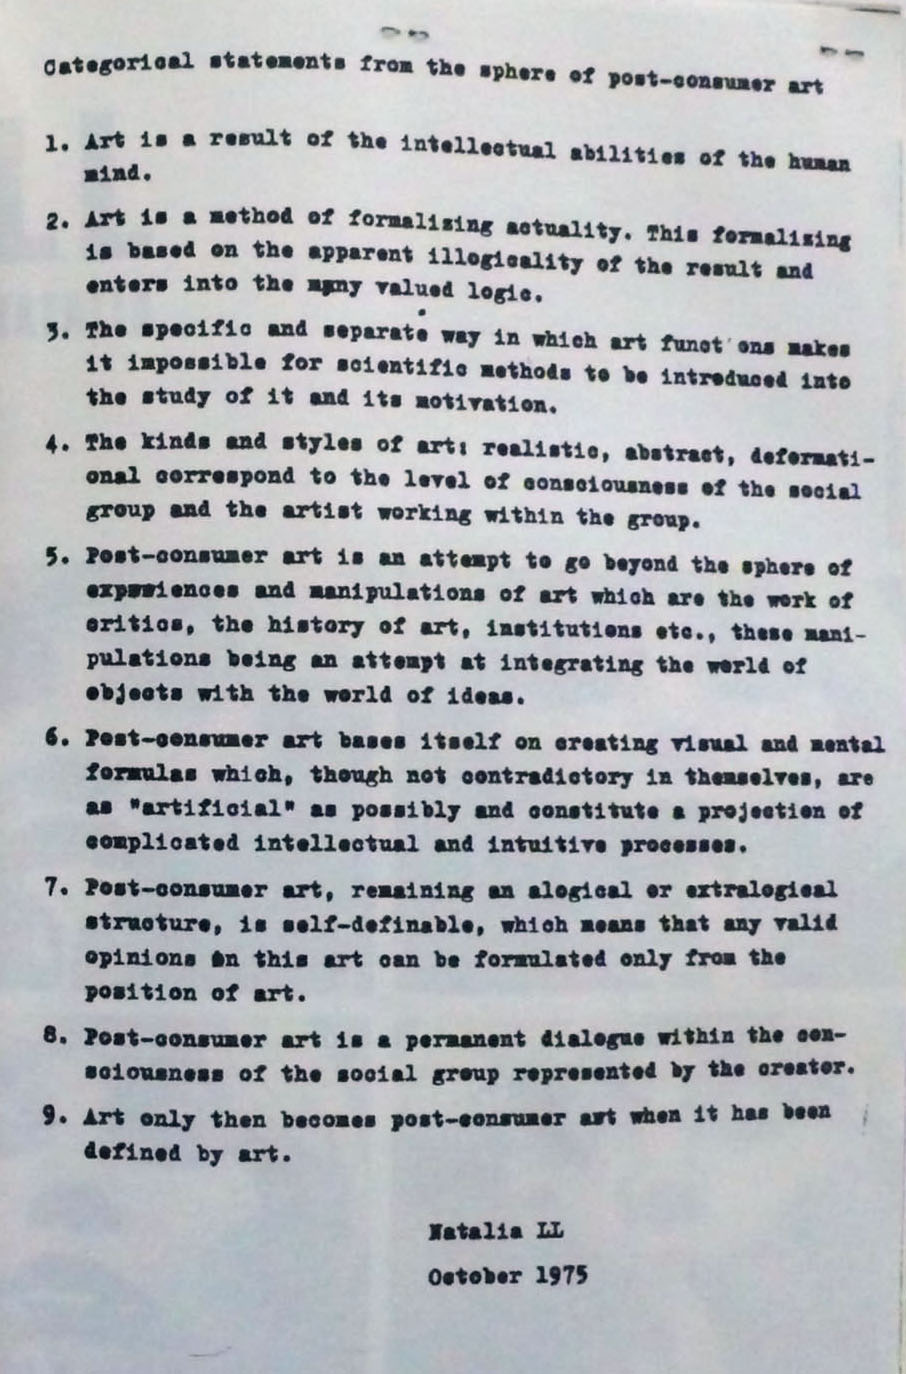 Categorical statements from the sphere of post-consumer art
1. Art is a result of the intellectual abilities of the human
mind.
2. Art is a method of formalizing actuality. This formalizing
is based on the apparent illogicality of the result and
enters into the many valued logic.
3. The specific and separate way in which art funct ons makes
it impossible for scientific methods to be introduced into
the study of it and its motivation.
4. The kinds and styles of art: realistic, abstract, deformati-
onal correspond to the level of consciousness of the social
group and the artist working within the group.
5. Post-consumer art is an attempt to go beyond the sphere of
experiences and manipulations of art which are the work of
critics, the history of art, institutions etc., these mani-
pulations being an attempt at integrating the world of
objects with the world of ideas.
6. Post-consumer art bases itself on creating visual and mental
formulas which, though not contradictory in themselves, are
as "artificial" as possibly and constitute a projection of
complicated intellectual and intuitive processes.
7. Post-consumer art, remaining an alogical or extralogical
structure, is self-definable, which means that any valid
opinions on this art can be formulated only from the
position of art.
8. Post-consumer art is a permanent dialogue within the con-
sciousness of the social group represented by the creator.
9. Art only then becomes post-consumer art when it has been
defined by art.
Natalia LL
October 1975